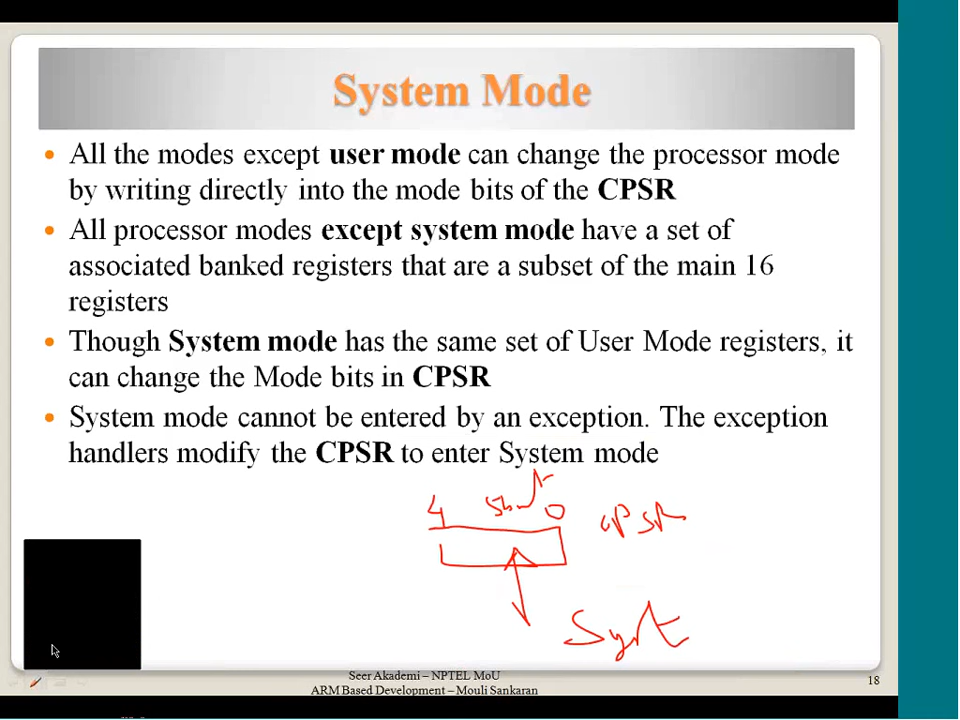 System Mode
• All the modes except user mode can change the processor mode
by writing directly into the mode bits of the CPSR
• All processor modes except system mode have a set of
associated banked registers that are a subset of the main 16
registers
• Though System mode has the same set of User Mode registers, it
can change the Mode bits in CPSR
• System mode cannot be entered by an exception. The exception
handlers modify the CPSR to enter System mode
4 0 CPSR
Seer Akademi – NPTEL MoU
ARM Based Development – Mouli Sankaran
18